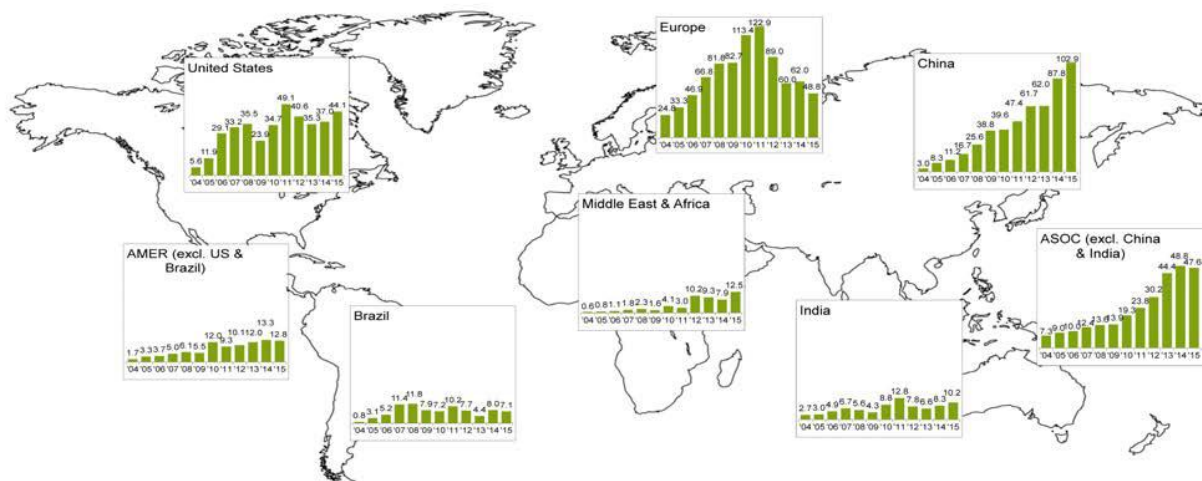 United States
5.6 11.9 29.1 33.2 35.5 23.9 34.7 49.1 40.6 35.3 37.0 44.1
'04 '05 '06 '07 '08 '09 '10 '11 '12 '13 '14 '15
Europe
24.8 33.3 46.9 66.8 81.8 82.7 113.4 122.9 89.0 60.0 62.0 48.8
'04 '05 '06 '07 '08 '09 '10 '11 '12 '13 '14 '15
China
3.0 8.3 11.2 16.7 25.6 38.8 39.6 47.4 61.7 62.0 87.8 102.9
'04 '05 '06 '07 '08 '09 '10 '11 '12 '13 '14 '15
AMER (excl. US &
Brazil)
1.7 3.3 3.7 5.0 6.1 5.5 12.0 9.3 10.1 12.0 13.3 12.8
'04 '05 '06 '07 '08 '09 '10 '11 '12 '13 '14 '15
Middle East & Africa
0.6 0.8 1.1 1.8 2.3 1.6 4.1 3.0 10.2 9.3 7.9 12.5
'04 '05 '06 '07 '08 '09 '10 '11 '12 '13 '14 '15
ASOC (excl. China
& India)
7.3 9.0 10.0 12.4 13.6 13.9 19.3 23.8 30.2 44.4 48.8 47.6
'04 '05 '06 '07 '08 '09 '10 '11 '12 '13 '14 '15
Brazil
0.8 3.1 5.2 11.4 11.8 7.9 7.2 10.2 7.7 4.4 8.0 7.1
'04 '05 '06 '07 '08 '09 '10 '11 '12 '13 '14 '15
India
2.7 3.0 4.9 6.7 5.6 4.3 8.8 12.8 7.8 6.6 8.3 10.2
'04 '05 '06 '07 '08 '09 '10 '11 '12 '13 '14 '15